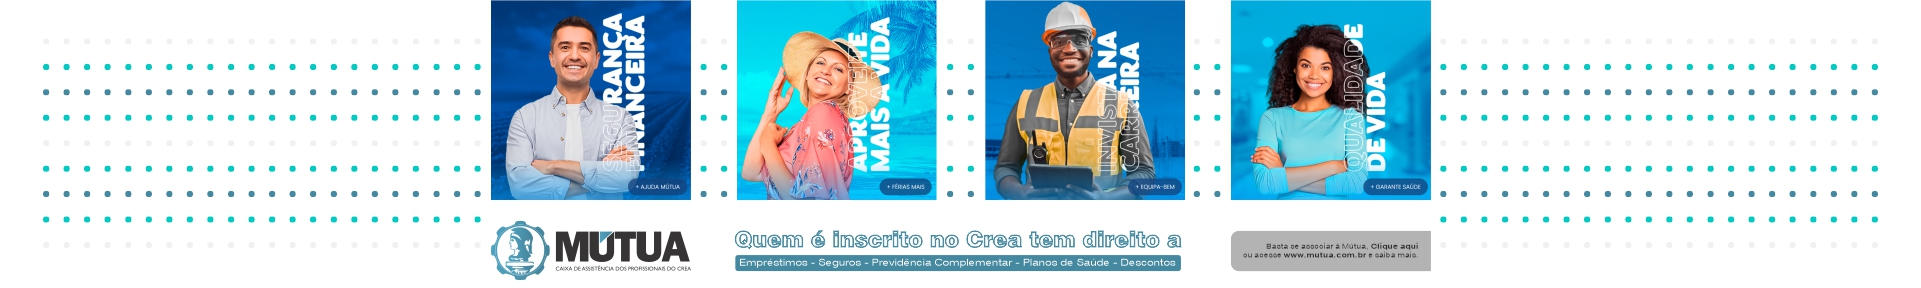 SEGURANÇA
FINANCEIRA
+ AJUDA MÚTUA
APROVEITE
MAIS A VIDA
+ FÉRIAS MAIS
INVISTA NA
CARREIRA
+ EQUIPA-BEM
QUALIDADE
DE VIDA
+ GARANTE SAÚDE
MÚTUA
CAIXA DE ASSISTÊNCIA DOS PROFISSIONAIS DO CREA
Quem é inscrito no Crea tem direito a
Empréstimos - Seguros - Previdência Complementar - Planos de Saúde - Descontos
Basta se associar à Mútua, Clique aqui
ou acesse www.mutua.com.br e saiba mais.